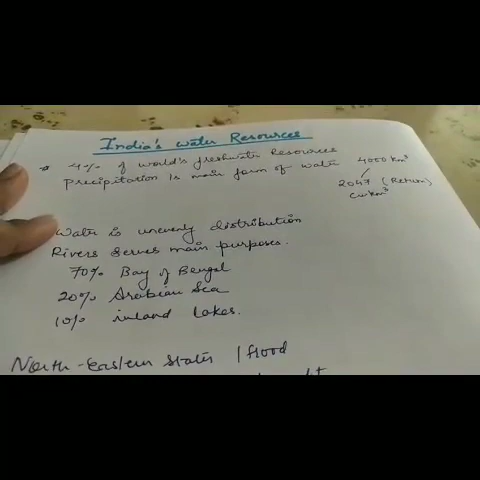 India's water Resources
* 4% of world's freshwater Resources
Precipitation is main form of water 4000 km³
2047 (Return)
km³
Water is unevenly distribution
Rivers serves main purposes.
70% Bay of Bengal
20% Arabian Sea
10% inland lakes.
North-eastern states / flood